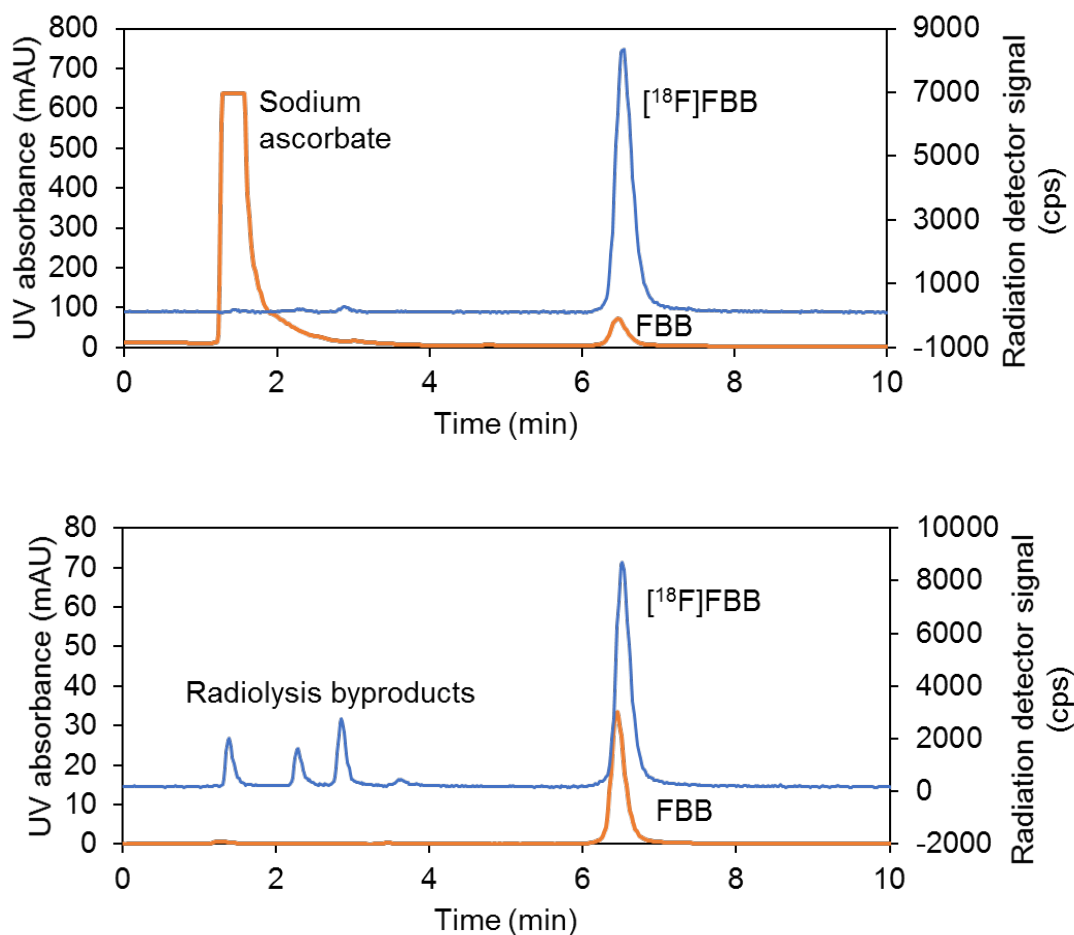 800
700
600
500
400
300
200
100
0
UV absorbance (mAU)
Sodium
ascorbate
[¹⁸F]FBB
FBB
9000
7000
5000
3000
1000
-1000
Radiation detector signal
(cps)
0 2 4 6 8 10
Time (min)
80
70
60
50
40
30
20
10
0
UV absorbance (mAU)
Radiolysis byproducts
[¹⁸F]FBB
FBB
10000
8000
6000
4000
2000
0
-2000
Radiation detector signal
(cps)
0 2 4 6 8 10
Time (min)